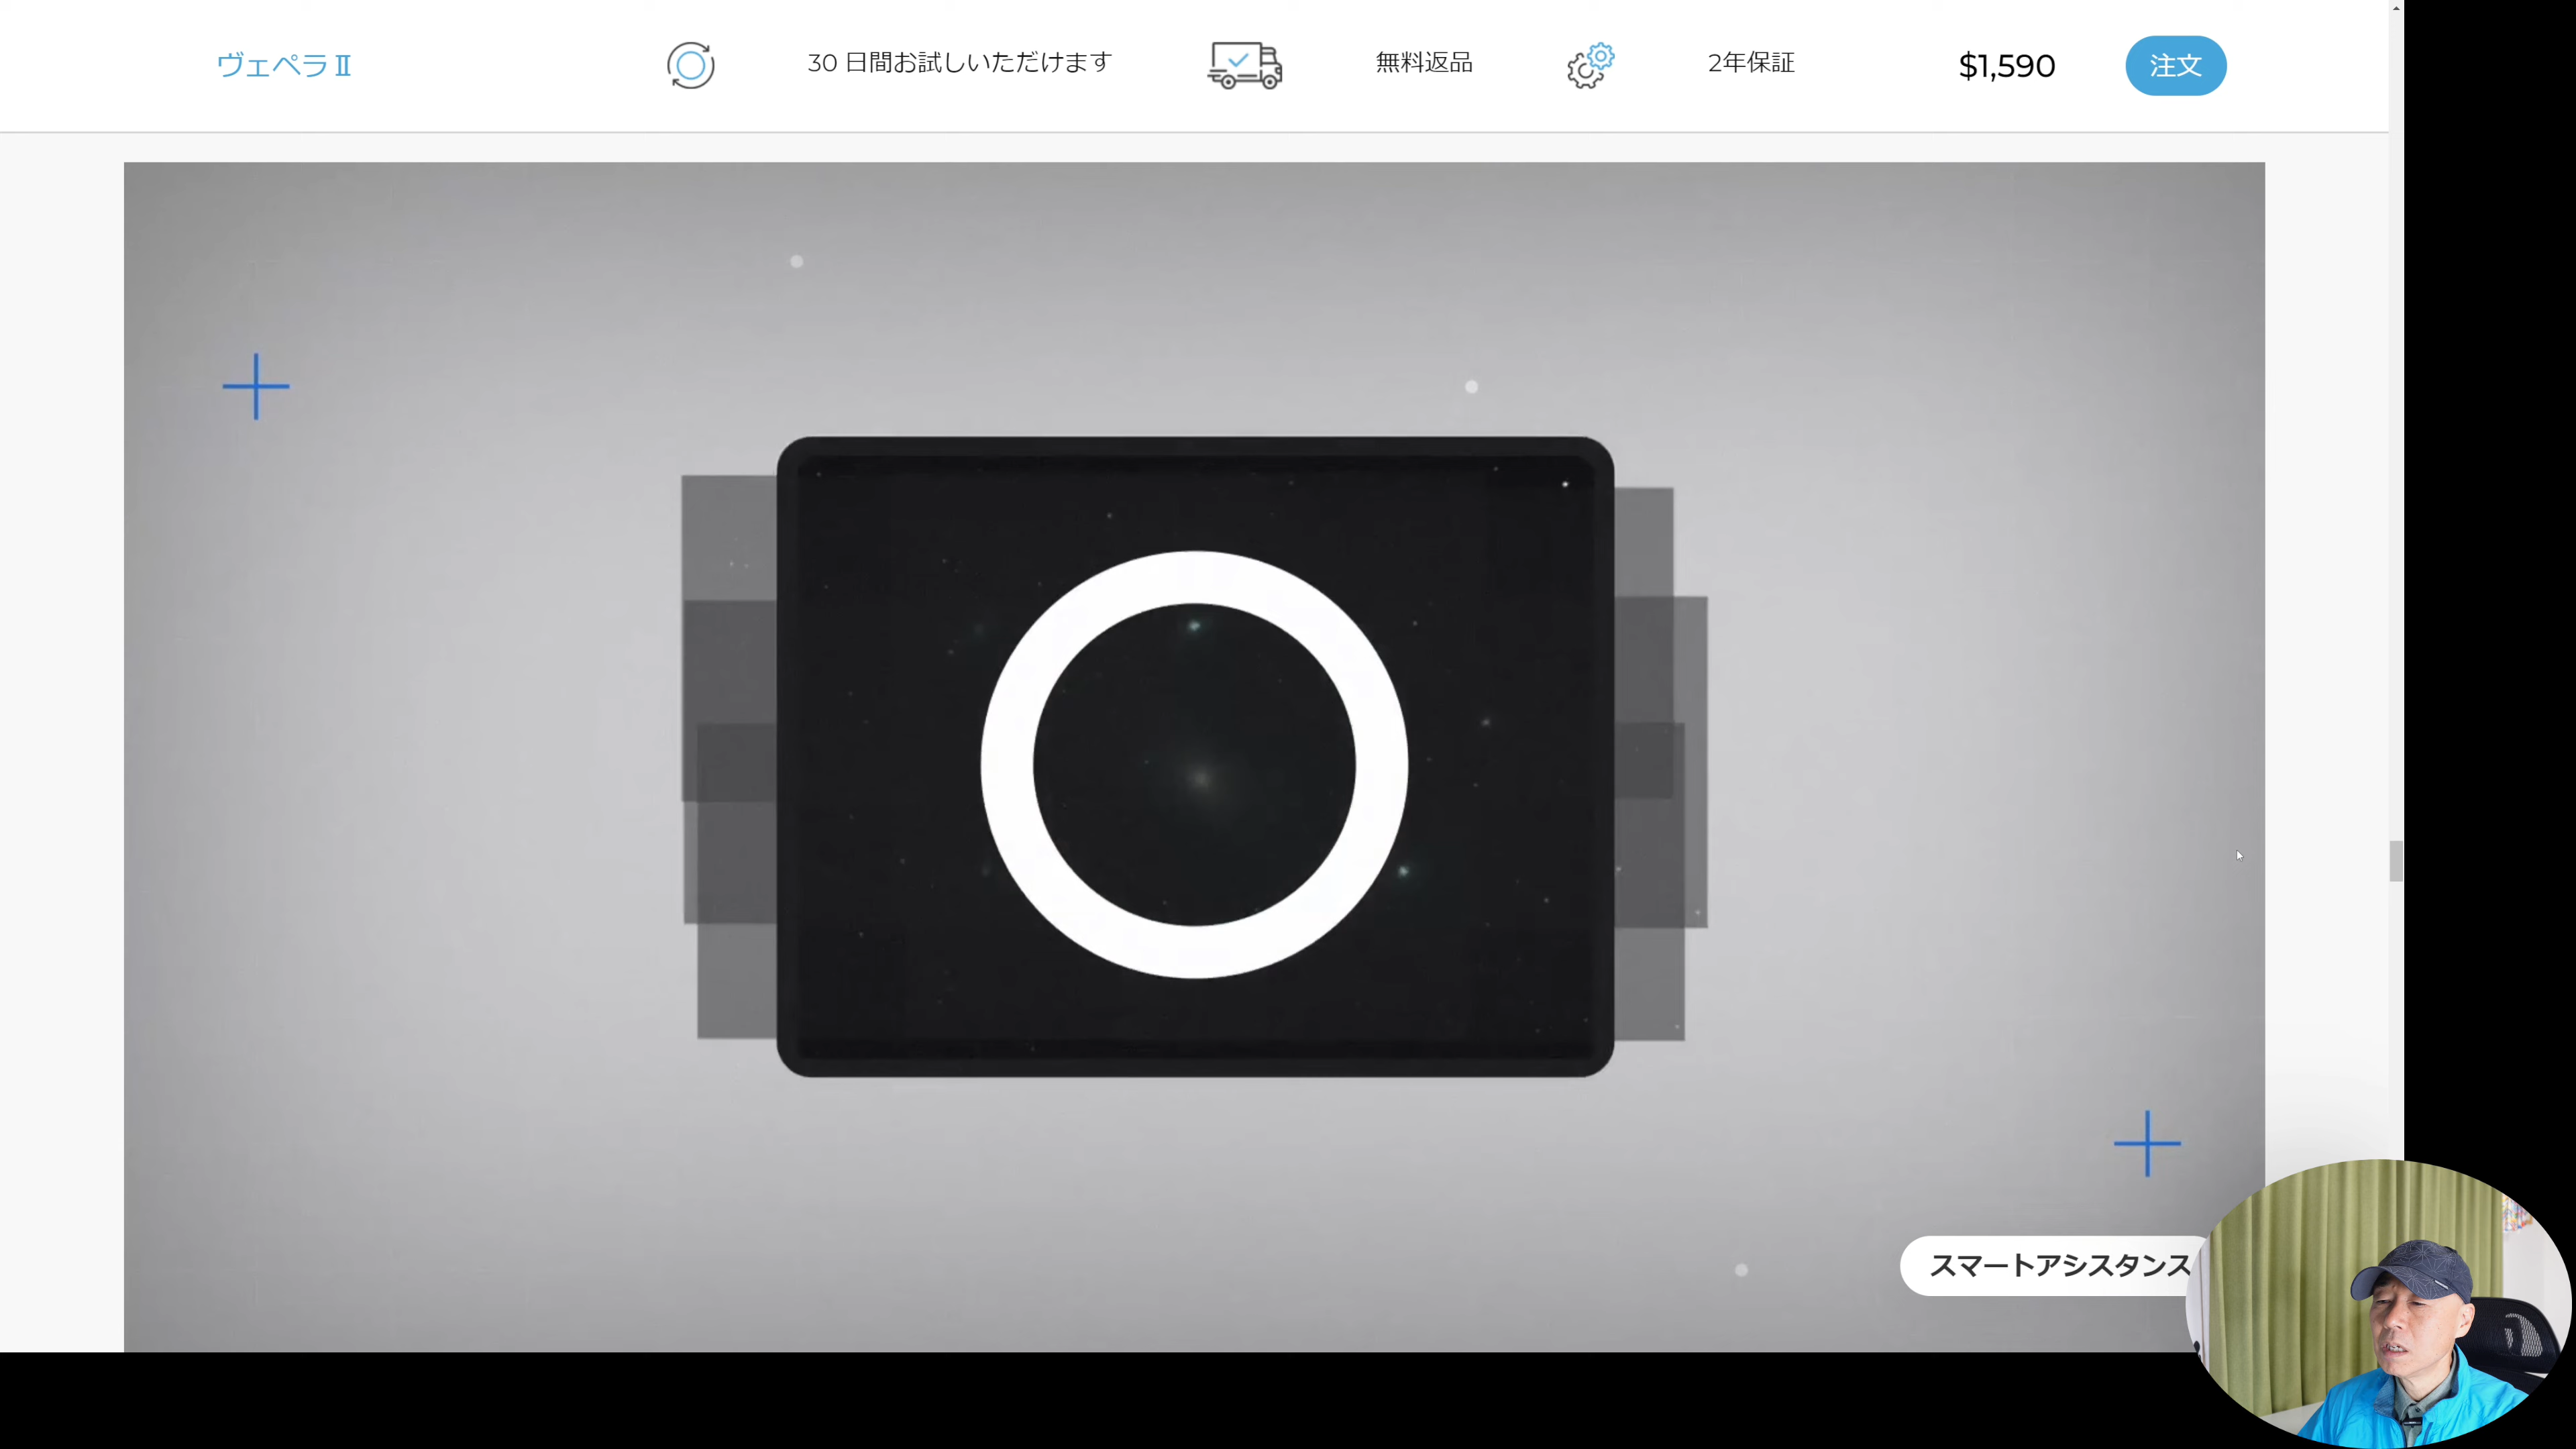 ヴェペラⅡ
30 日間お試しいただけます
無料返品
2年保証
$1,590
注文
スマートアシスタンス